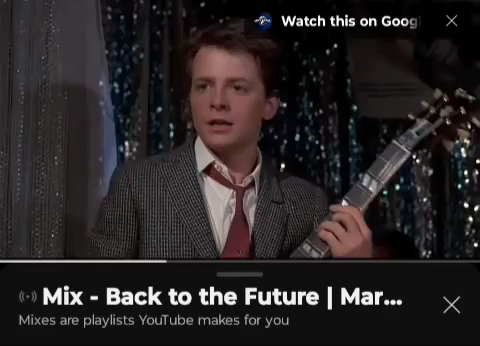 Watch this on Goog
Mix - Back to the Future | Mar...
Mixes are playlists YouTube makes for you